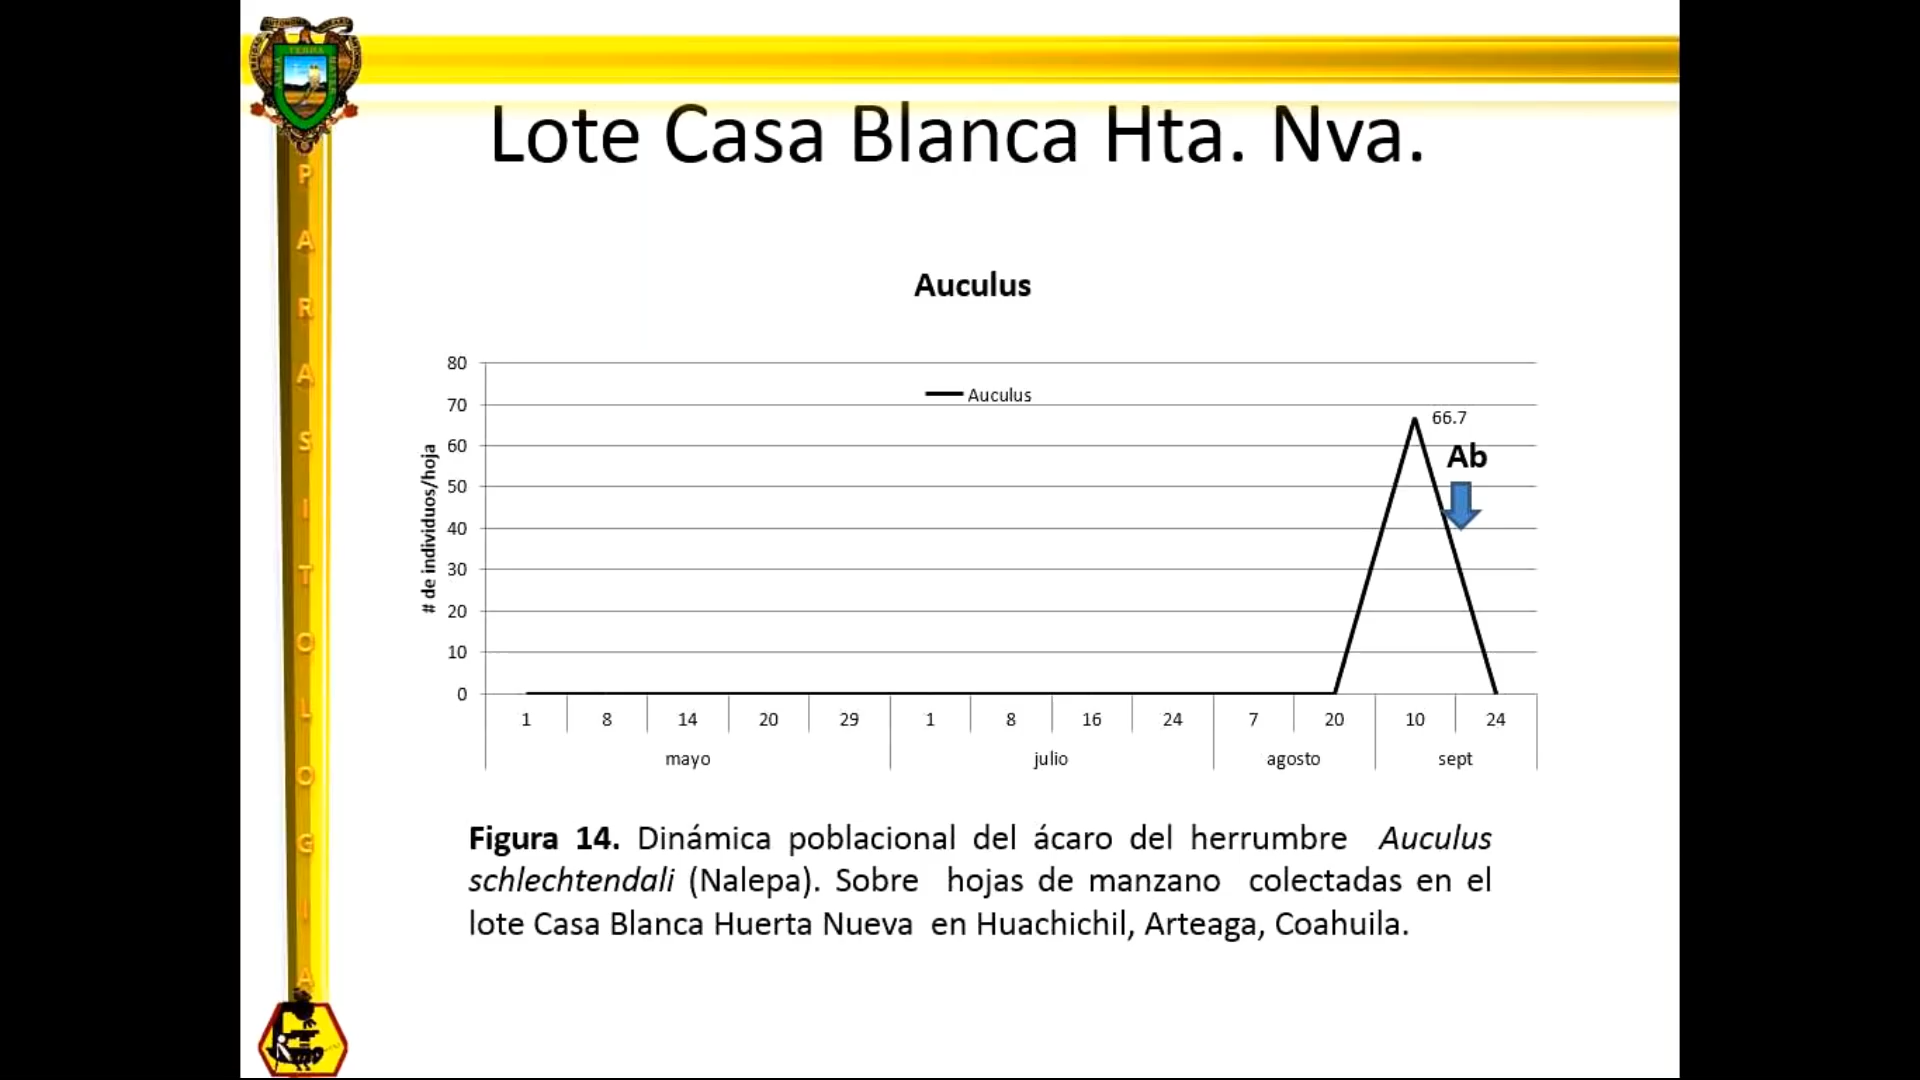 Lote Casa Blanca Hta. Nva.
Auculus
80
Auculus
70
66.7
60
Ab
50
40
30
20
10
0
# de individuos/hoja
1 8 14 20 29 1 8 16 24 7 20 10 24
mayo julio agosto sept
Figura 14. Dinámica poblacional del ácaro del herrumbre Auculus
schlechtendali (Nalepa). Sobre hojas de manzano colectadas en el
lote Casa Blanca Huerta Nueva en Huachichil, Arteaga, Coahuila.
TERRA
P
A
R
A
S
I
T
O
L
O
G
I
A